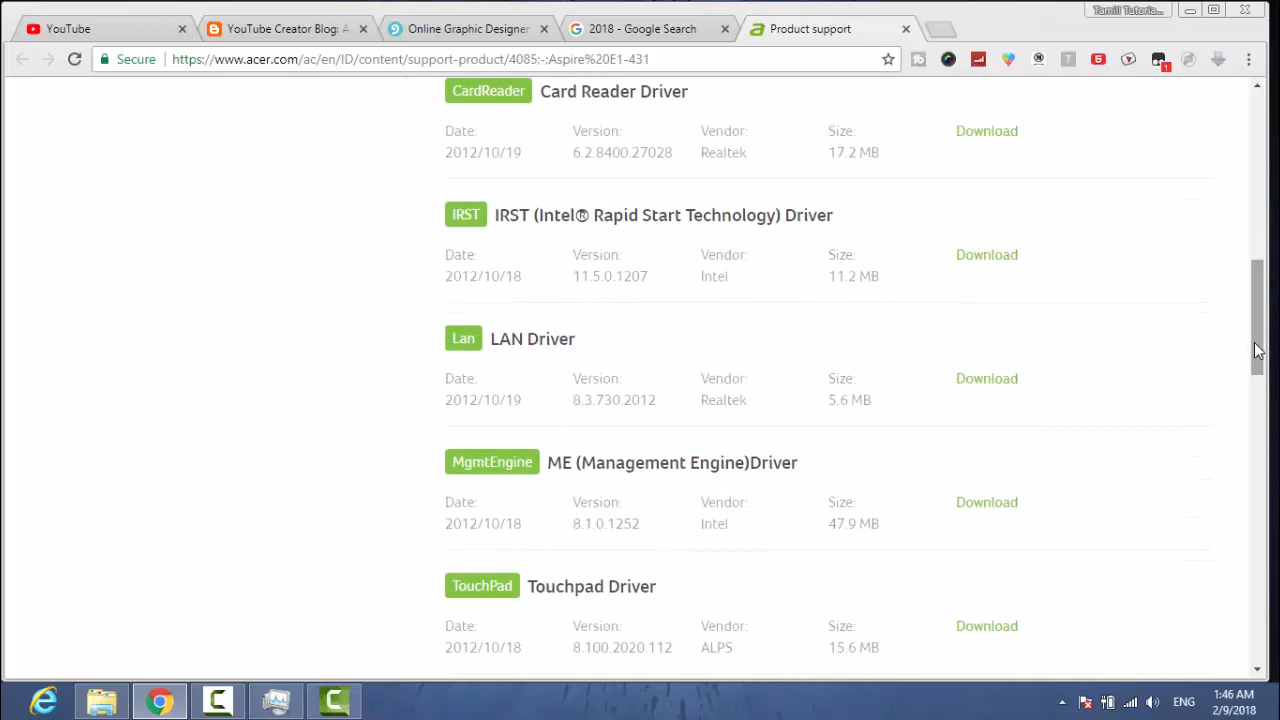 Tamill Tutoria...
YouTube
YouTube Creator Blog: A
Online Graphic Designer
2018 - Google Search
Product support
Secure
https://www.acer.com/ac/en/ID/content/support-product/4085;-;Aspire%20E1-431
CardReader Card Reader Driver
Date: Version: Vendor: Size: Download
2012/10/19 6.2.8400.27028 Realtek 17.2 MB
IRST IRST (Intel® Rapid Start Technology) Driver
Date: Version: Vendor: Size: Download
2012/10/18 11.5.0.1207 Intel 11.2 MB
Lan LAN Driver
Date: Version: Vendor: Size: Download
2012/10/19 8.3.730.2012 Realtek 5.6 MB
MgmtEngine ME (Management Engine)Driver
Date: Version: Vendor: Size: Download
2012/10/18 8.1.0.1252 Intel 47.9 MB
TouchPad Touchpad Driver
Date: Version: Vendor: Size: Download
2012/10/18 8.100.2020.112 ALPS 15.6 MB
ENG
1:46 AM
2/9/2018